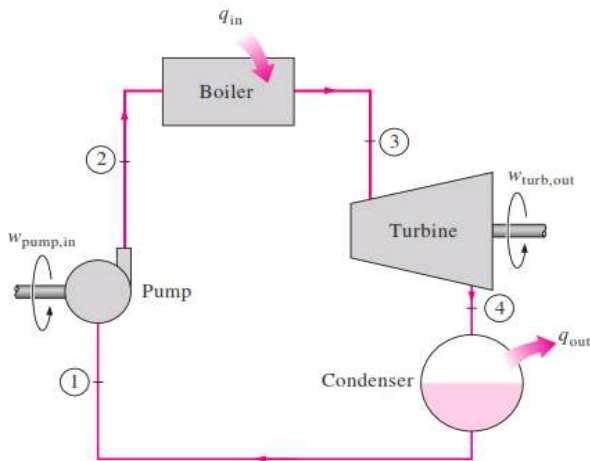 q_in
Boiler
2
3
w_turb,out
Turbine
w_pump,in
Pump
4
q_out
1
Condenser